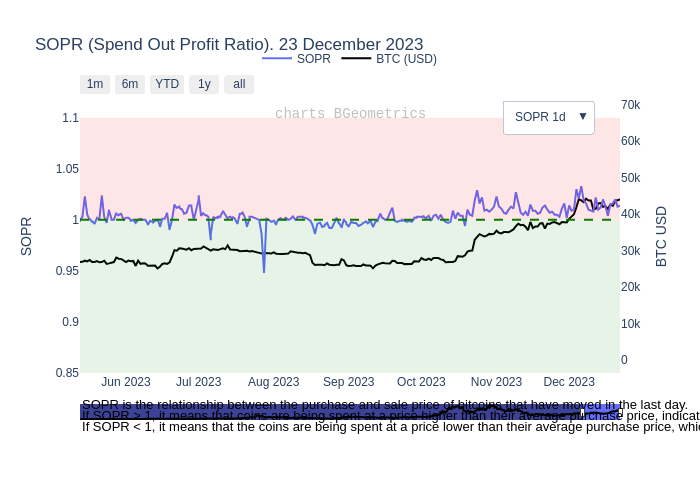 SOPR (Spend Out Profit Ratio). 23 December 2023
SOPR BTC (USD)
1m 6m YTD 1y all
charts BGeometrics
SOPR 1d ▼
1.1
1.05
1
0.95
0.9
0.85
SOPR
70k
60k
50k
40k
30k
20k
10k
0
BTC USD
Jun 2023 Jul 2023 Aug 2023 Sep 2023 Oct 2023 Nov 2023 Dec 2023
SOPR is the relationship between the purchase and sale price of bitcoins that have moved in the last day.
If SOPR > 1, it means that coins are being spent at a price higher than their average purchase price, indicat
If SOPR < 1, it means that the coins are being spent at a price lower than their average purchase price, whic